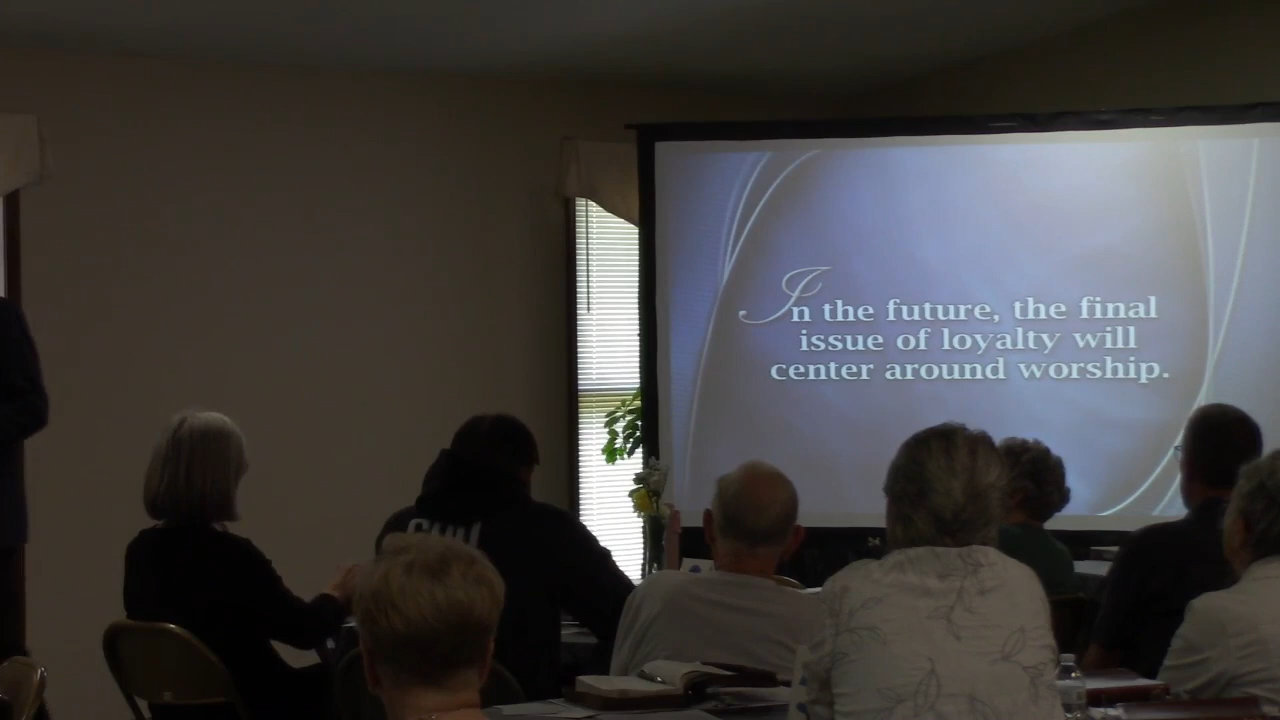 In the future, the final
issue of loyalty will
center around worship.